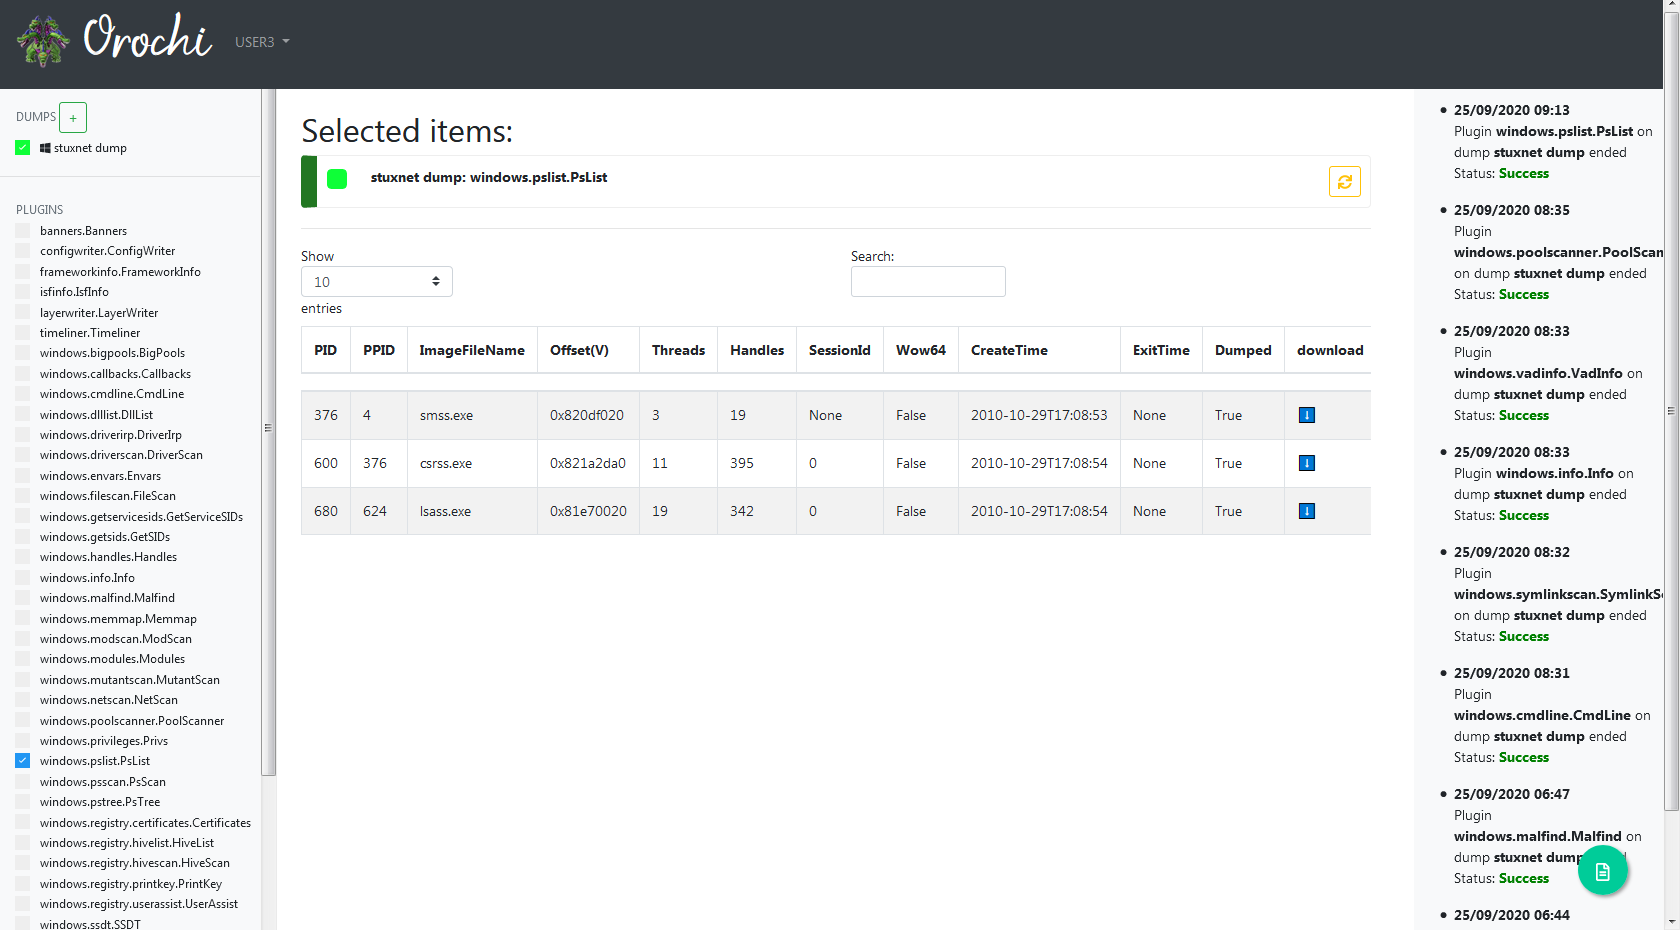 Orochi
USER3
DUMPS +
stuxnet dump
PLUGINS
banners.Banners
configwriter.ConfigWriter
frameworkinfo.FrameworkInfo
isfinfo.IsfInfo
layerwriter.LayerWriter
timeliner.Timeliner
windows.bigpools.BigPools
windows.callbacks.Callbacks
windows.cmdline.CmdLine
windows.dlllist.DllList
windows.driverirp.DriverIrp
windows.driverscan.DriverScan
windows.envars.Envars
windows.filescan.FileScan
windows.getservicesids.GetServiceSIDs
windows.getsids.GetSIDs
windows.handles.Handles
windows.info.Info
windows.malfind.Malfind
windows.memmap.Memmap
windows.modscan.ModScan
windows.modules.Modules
windows.mutantscan.MutantScan
windows.netscan.NetScan
windows.poolscanner.PoolScanner
windows.privileges.Privs
windows.pslist.PsList
windows.psscan.PsScan
windows.pstree.PsTree
windows.registry.certificates.Certificates
windows.registry.hivelist.HiveList
windows.registry.hivescan.HiveScan
windows.registry.printkey.PrintKey
windows.registry.userassist.UserAssist
windows.ssdt.SSDT
Selected items:
stuxnet dump: windows.pslist.PsList
Show
10
entries
Search:
PID PPID ImageFileName Offset(V) Threads Handles SessionId Wow64 CreateTime ExitTime Dumped download
376 4 smss.exe 0x820df020 3 19 None False 2010-10-29T17:08:53 None True
600 376 csrss.exe 0x821a2da0 11 395 0 False 2010-10-29T17:08:54 None True
680 624 lsass.exe 0x81e70020 19 342 0 False 2010-10-29T17:08:54 None True
25/09/2020 09:13
Plugin windows.pslist.PsList on
dump stuxnet dump ended
Status: Success
25/09/2020 08:35
Plugin
windows.poolscanner.PoolScan
on dump stuxnet dump ended
Status: Success
25/09/2020 08:33
Plugin
windows.vadinfo.VadInfo on
dump stuxnet dump ended
Status: Success
25/09/2020 08:33
Plugin windows.info.Info on
dump stuxnet dump ended
Status: Success
25/09/2020 08:32
Plugin
windows.symlinkscan.SymlinkSc
on dump stuxnet dump ended
Status: Success
25/09/2020 08:31
Plugin
windows.cmdline.CmdLine on
dump stuxnet dump ended
Status: Success
25/09/2020 06:47
Plugin
windows.malfind.Malfind on
dump stuxnet dump
Status: Success
25/09/2020 06:44